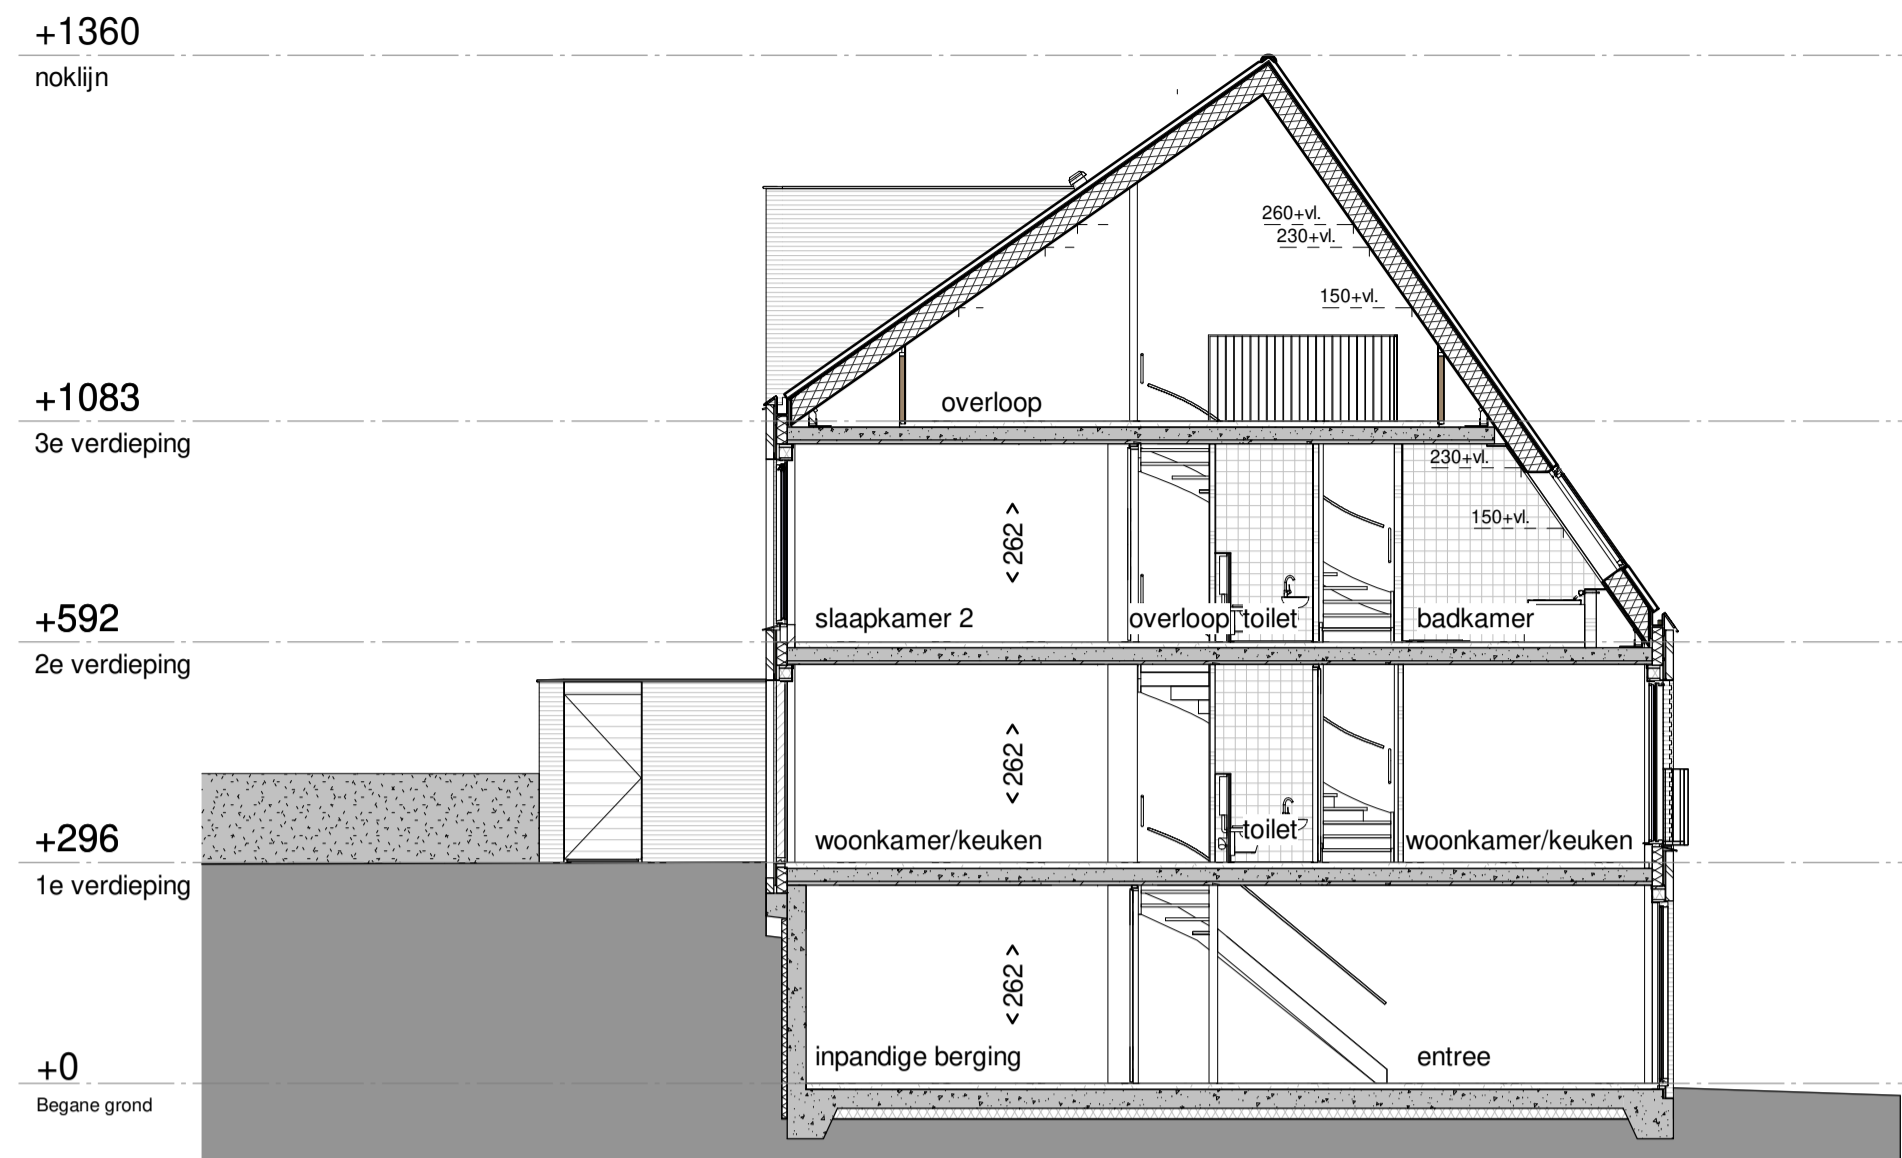 +1360
noklijn
260+vl.
230+vl.
150+vl.
+1083
overloop
3e verdieping
230+vl.
150+vl.
< 262 >
+592
slaapkamer 2
overloop
toilet
badkamer
2e verdieping
< 262 >
+296
woonkamer/keuken
toilet
woonkamer/keuken
1e verdieping
< 262 >
+0
inpandige berging
entree
Begane grond